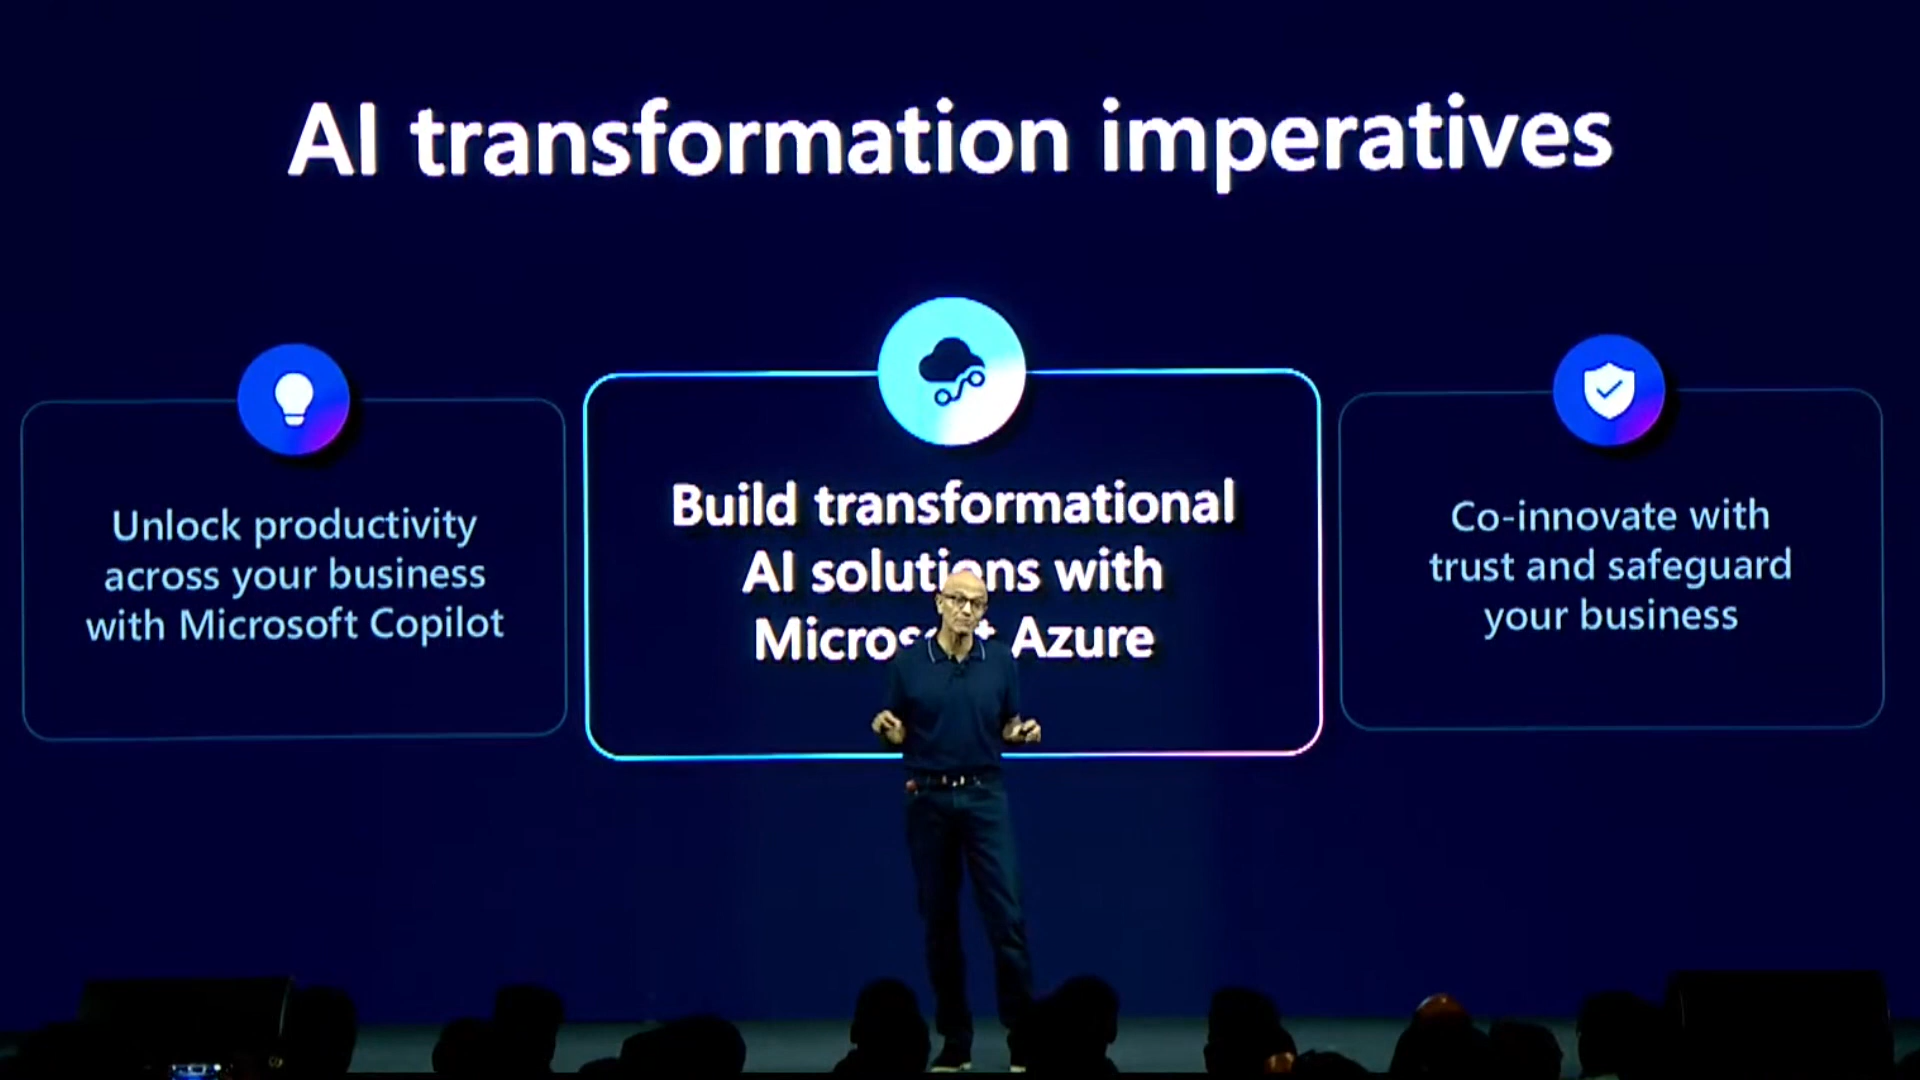 AI transformation imperatives
Unlock productivity
across your business
with Microsoft Copilot
Build transformational
AI solutions with
Microsoft Azure
Co-innovate with
trust and safeguard
your business